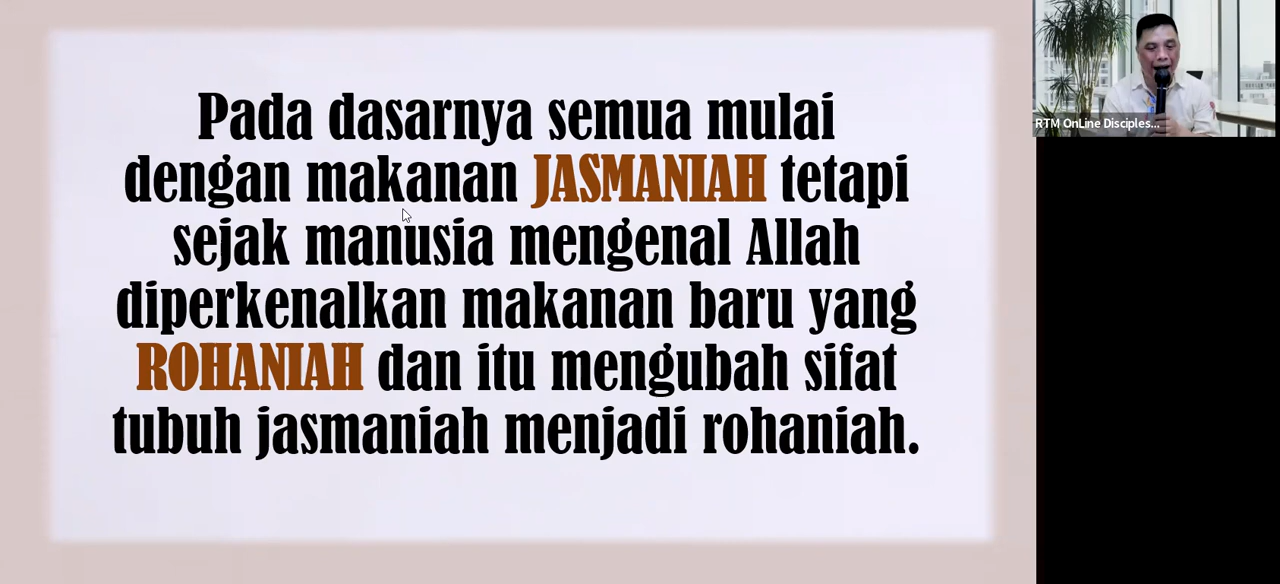 Pada dasarnya semua mulai
dengan makanan JASMANIAH tetapi
sejak manusia mengenal Allah
diperkenalkan makanan baru yang
ROHANIAH dan itu mengubah sifat
tubuh jasmaniah menjadi rohaniah.
RTM OnLine Disciples...